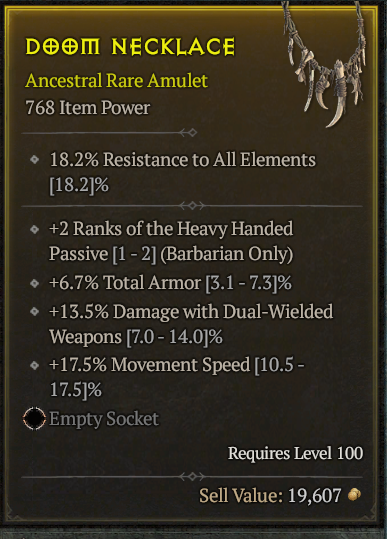 DOOM NECKLACE
Ancestral Rare Amulet
768 Item Power
18.2% Resistance to All Elements
[18.2]%
+2 Ranks of the Heavy Handed
Passive [1 - 2] (Barbarian Only)
+6.7% Total Armor [3.1 - 7.3]%
+13.5% Damage with Dual-Wielded
Weapons [7.0 - 14.0]%
+17.5% Movement Speed [10.5 -
17.5]%
Empty Socket
Requires Level 100
Sell Value: 19,607